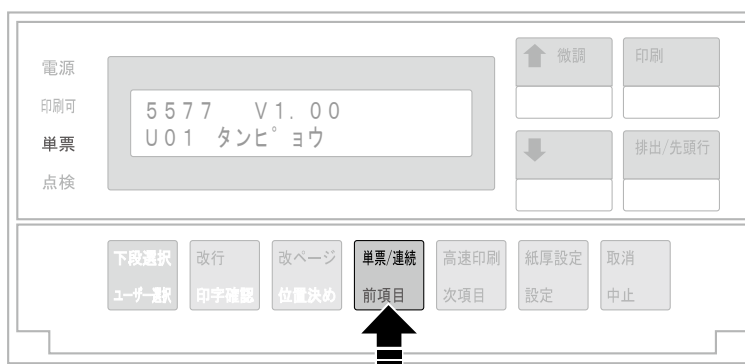 電源
印刷可
単票
点検
5577 V1.00
U01 タンピョウ
微調
印刷
排出/先頭行
下段選択
ユーザー選択
改行
印字確認
改ページ
位置決め
単票/連続
前項目
高速印刷
次項目
紙厚設定
設定
取消
中止